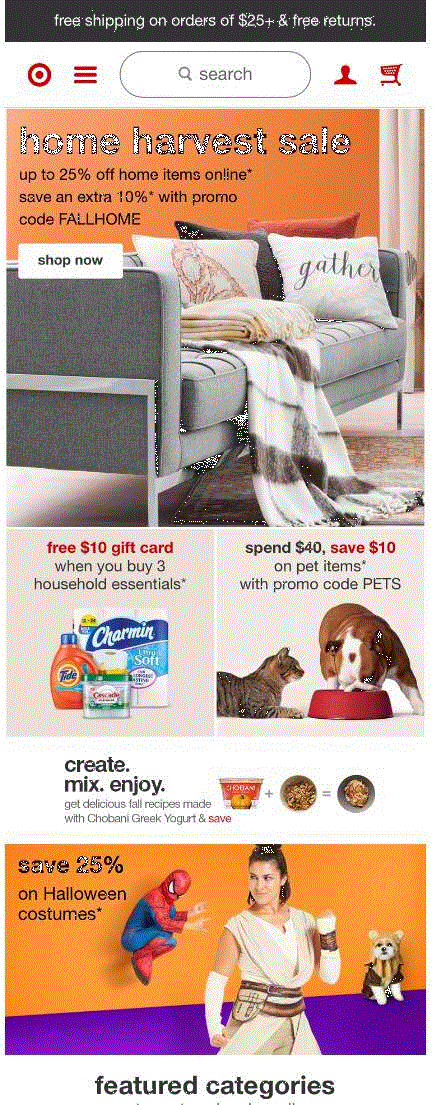 free shipping on orders of $25+ & free returns.
search
home harvest sale
up to 25% off home items online*
save an extra 10%* with promo
code FALLHOME
shop now
gather
free $10 gift card
when you buy 3
household essentials*
spend $40, save $10
on pet items*
with promo code PETS
Charmin
Ultra
Soft
Tide
Cascade
create.
mix. enjoy.
get delicious fall recipes made
with Chobani Greek Yogurt & save
CHOBANI
+
=
save 25%
on Halloween
costumes*
featured categories